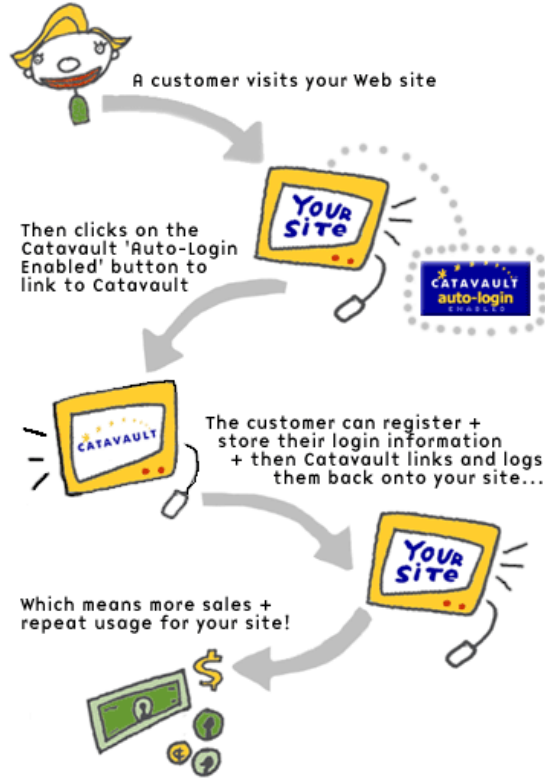 A customer visits your Web site
YOUR
SITE
Then clicks on the
Catavault 'Auto-Login
Enabled' button to
link to Catavault
CATAVAULT
auto-login
ENABLED
CATAVAULT
The customer can register +
store their login information
+ then Catavault links and logs
them back onto your site...
YOUR
SITE
Which means more sales +
repeat usage for your site!
$
¢